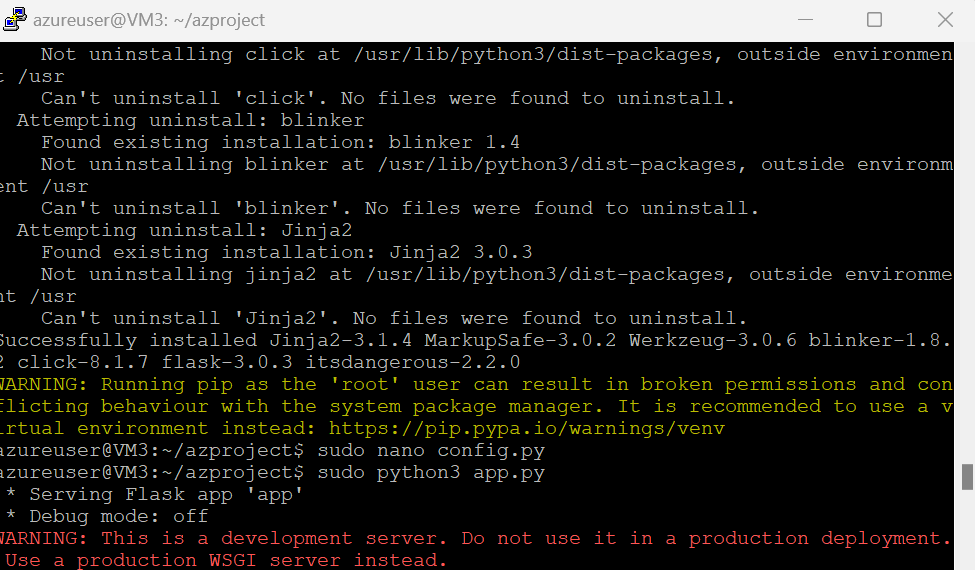 azureuser@VM3: ~/azproject
Not uninstalling click at /usr/lib/python3/dist-packages, outside environmen
t /usr
Can't uninstall 'click'. No files were found to uninstall.
Attempting uninstall: blinker
Found existing installation: blinker 1.4
Not uninstalling blinker at /usr/lib/python3/dist-packages, outside environm
ent /usr
Can't uninstall 'blinker'. No files were found to uninstall.
Attempting uninstall: Jinja2
Found existing installation: Jinja2 3.0.3
Not uninstalling jinja2 at /usr/lib/python3/dist-packages, outside environme
nt /usr
Can't uninstall 'Jinja2'. No files were found to uninstall.
Successfully installed Jinja2-3.1.4 MarkupSafe-3.0.2 Werkzeug-3.0.6 blinker-1.8.
2 click-8.1.7 flask-3.0.3 itsdangerous-2.2.0
WARNING: Running pip as the 'root' user can result in broken permissions and con
flicting behaviour with the system package manager. It is recommended to use a v
irtual environment instead: https://pip.pypa.io/warnings/venv
azureuser@VM3:~/azproject$ sudo nano config.py
azureuser@VM3:~/azproject$ sudo python3 app.py
* Serving Flask app 'app'
* Debug mode: off
WARNING: This is a development server. Do not use it in a production deployment.
Use a production WSGI server instead.